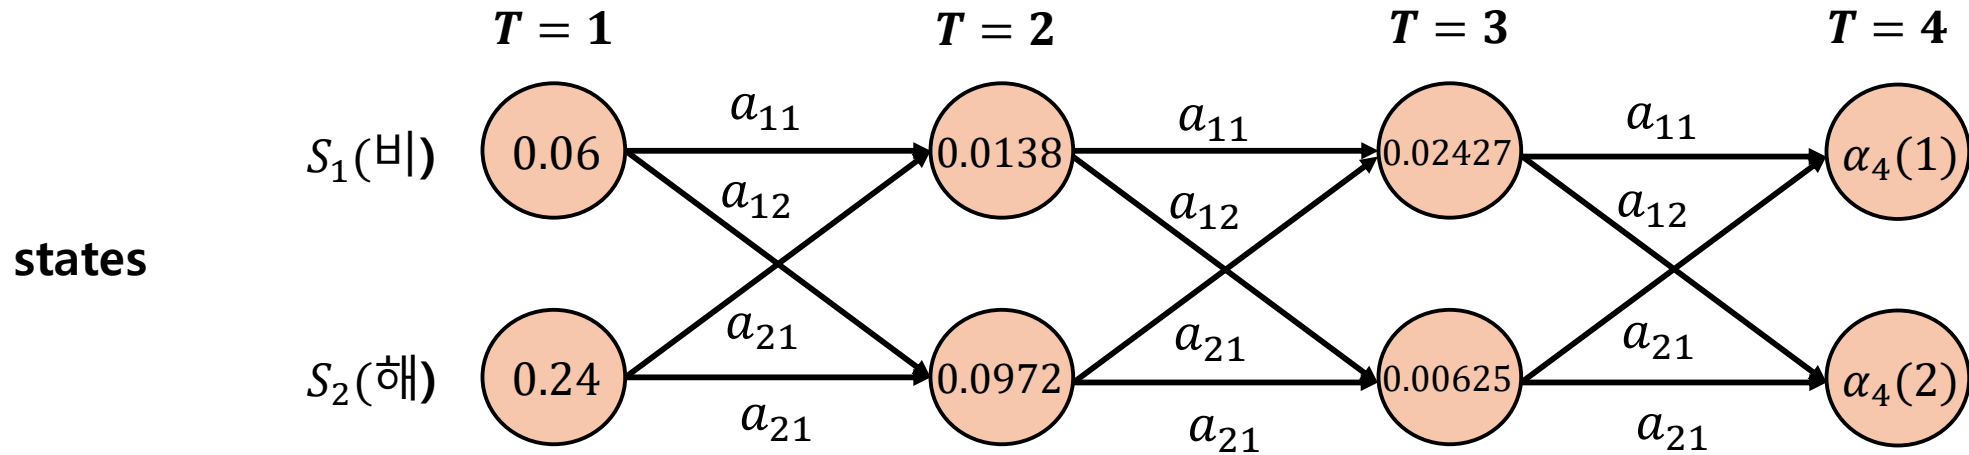 T = 1 T = 2 T = 3 T = 4
a₁₁ a₁₁ a₁₁
S₁(비) 0.06 0.0138 0.02427 α₄(1)
a₁₂ a₁₂ a₁₂
states
a₂₁ a₂₁ a₂₁
S₂(해) 0.24 0.0972 0.00625 α₄(2)
a₂₁ a₂₁ a₂₁